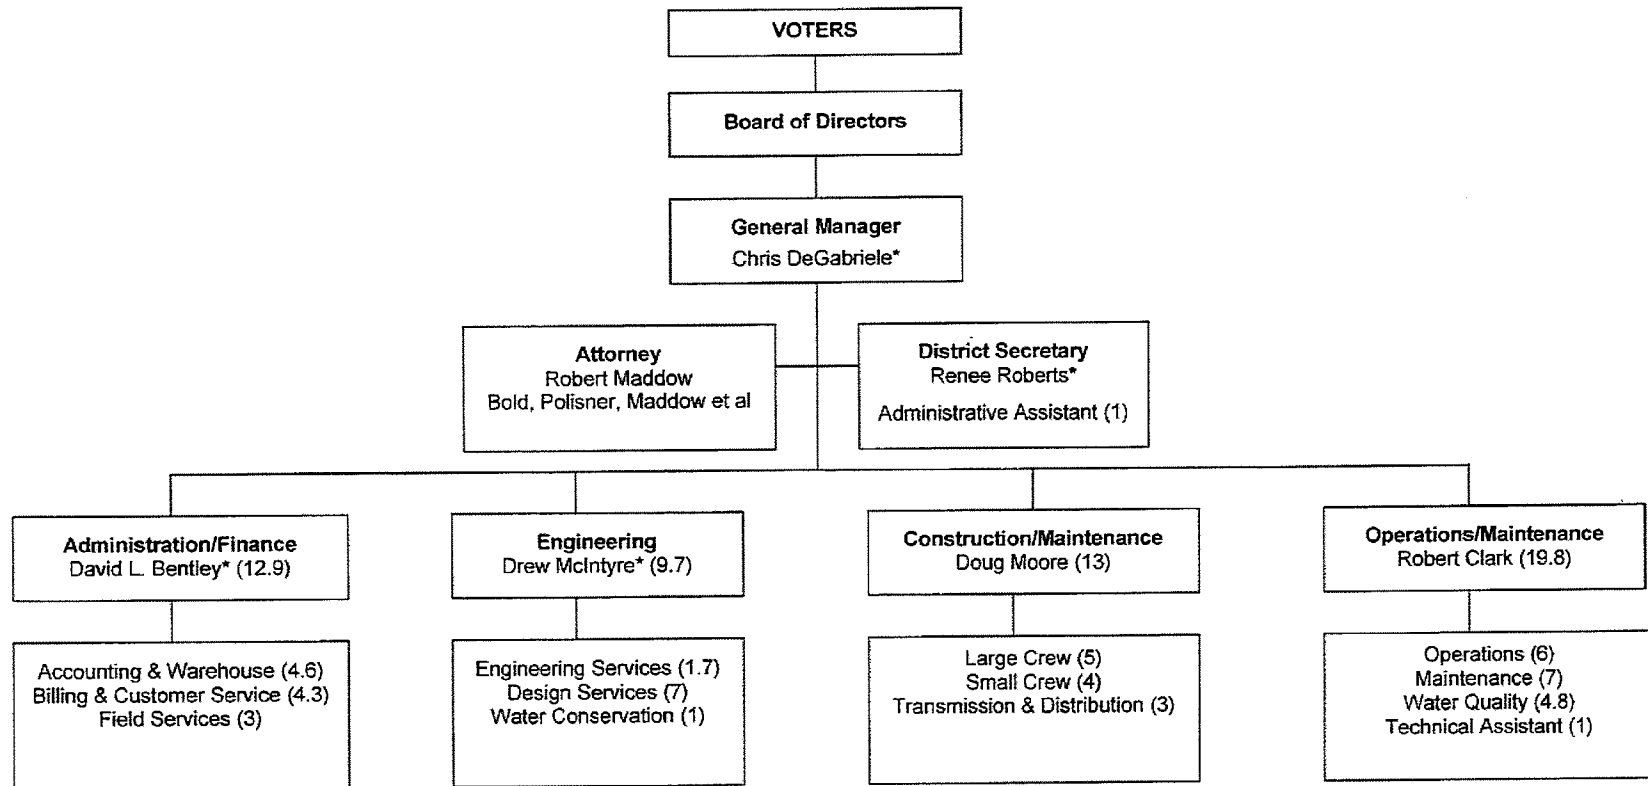 VOTERS
Board of Directors
General Manager
Chris DeGabriele*
Attorney
Robert Maddow
Bold, Polisner, Maddow et al
District Secretary
Renee Roberts*
Administrative Assistant (1)
Administration/Finance
David L. Bentley* (12.9)
Engineering
Drew McIntyre* (9.7)
Construction/Maintenance
Doug Moore (13)
Operations/Maintenance
Robert Clark (19.8)
Accounting & Warehouse (4.6)
Billing & Customer Service (4.3)
Field Services (3)
Engineering Services (1.7)
Design Services (7)
Water Conservation (1)
Large Crew (5)
Small Crew (4)
Transmission & Distribution (3)
Operations (6)
Maintenance (7)
Water Quality (4.8)
Technical Assistant (1)